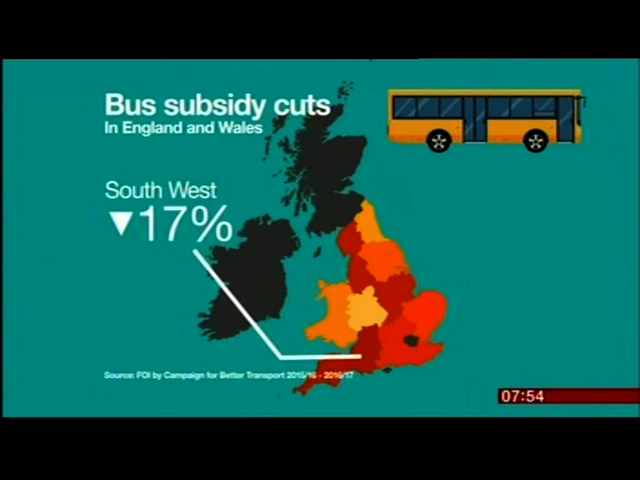 Bus subsidy cuts
In England and Wales
South West
▼17%
Source: FOI by Campaign for Better Transport 2015/16 - 2016/17
07:54